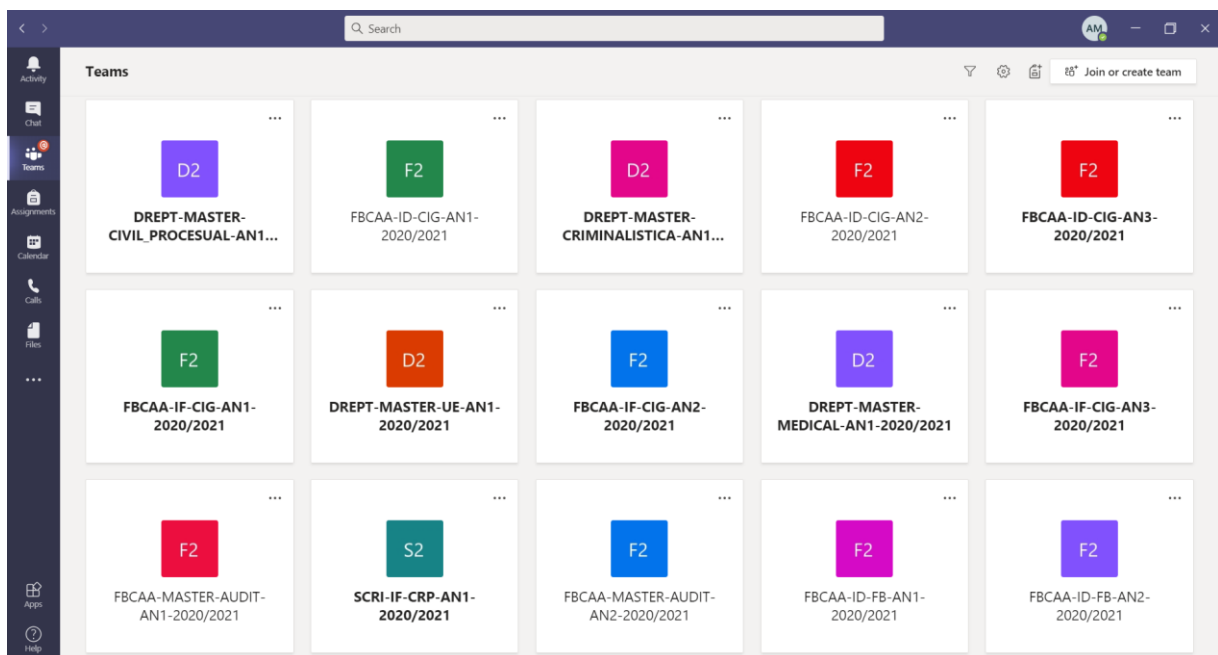 Search
AM
Activity
Chat
Teams
Assignments
Calendar
Calls
Files
Apps
Help
Teams
Join or create team
D2
DREPT-MASTER-
CIVIL_PROCESUAL-AN1...
F2
FBCAA-ID-CIG-AN1-
2020/2021
D2
DREPT-MASTER-
CRIMINALISTICA-AN1...
F2
FBCAA-ID-CIG-AN2-
2020/2021
F2
FBCAA-ID-CIG-AN3-
2020/2021
F2
FBCAA-IF-CIG-AN1-
2020/2021
D2
DREPT-MASTER-UE-AN1-
2020/2021
F2
FBCAA-IF-CIG-AN2-
2020/2021
D2
DREPT-MASTER-
MEDICAL-AN1-2020/2021
F2
FBCAA-IF-CIG-AN3-
2020/2021
F2
FBCAA-MASTER-AUDIT-
AN1-2020/2021
S2
SCRI-IF-CRP-AN1-
2020/2021
F2
FBCAA-MASTER-AUDIT-
AN2-2020/2021
F2
FBCAA-ID-FB-AN1-
2020/2021
F2
FBCAA-ID-FB-AN2-
2020/2021